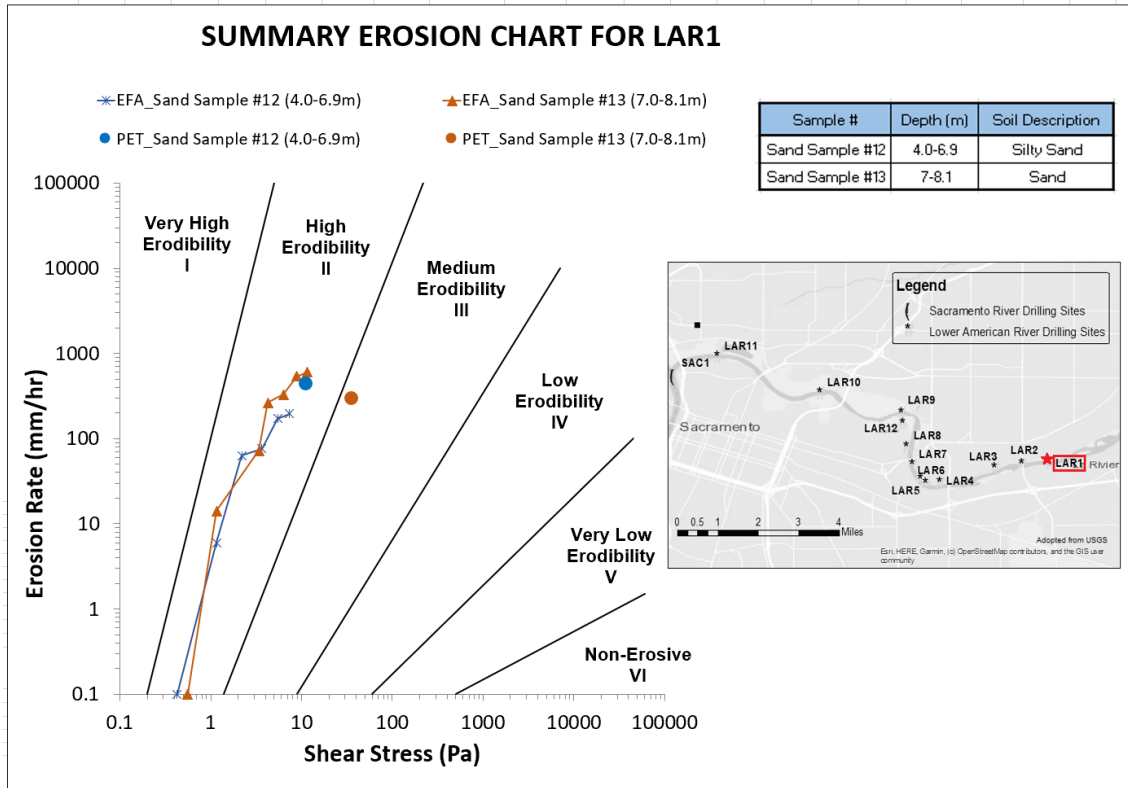 SUMMARY EROSION CHART FOR LAR1
EFA_Sand Sample #12 (4.0-6.9m)
EFA_Sand Sample #13 (7.0-8.1m)
PET_Sand Sample #12 (4.0-6.9m)
PET_Sand Sample #13 (7.0-8.1m)
Sample # Depth (m) Soil Description
Sand Sample #12 4.0-6.9 Silty Sand
Sand Sample #13 7-8.1 Sand
Erosion Rate (mm/hr)
100000
10000
1000
100
10
1
0.1
Very High
Erodibility
I
High
Erodibility
II
Medium
Erodibility
III
Low
Erodibility
IV
Very Low
Erodibility
V
Non-Erosive
VI
0.1 1 10 100 1000 10000 100000
Shear Stress (Pa)
Legend
Sacramento River Drilling Sites
Lower American River Drilling Sites
LAR11
SAC1
LAR10
LAR9
LAR12
Sacramento
LAR8
LAR7
LAR6
LAR5
LAR4
LAR3
LAR2
LAR1
Rivier
0 0.5 1 2 3 4
Miles
Adopted from USGS
Esri, HERE, Garmin, (c) OpenStreetMap contributors, and the GIS user
community